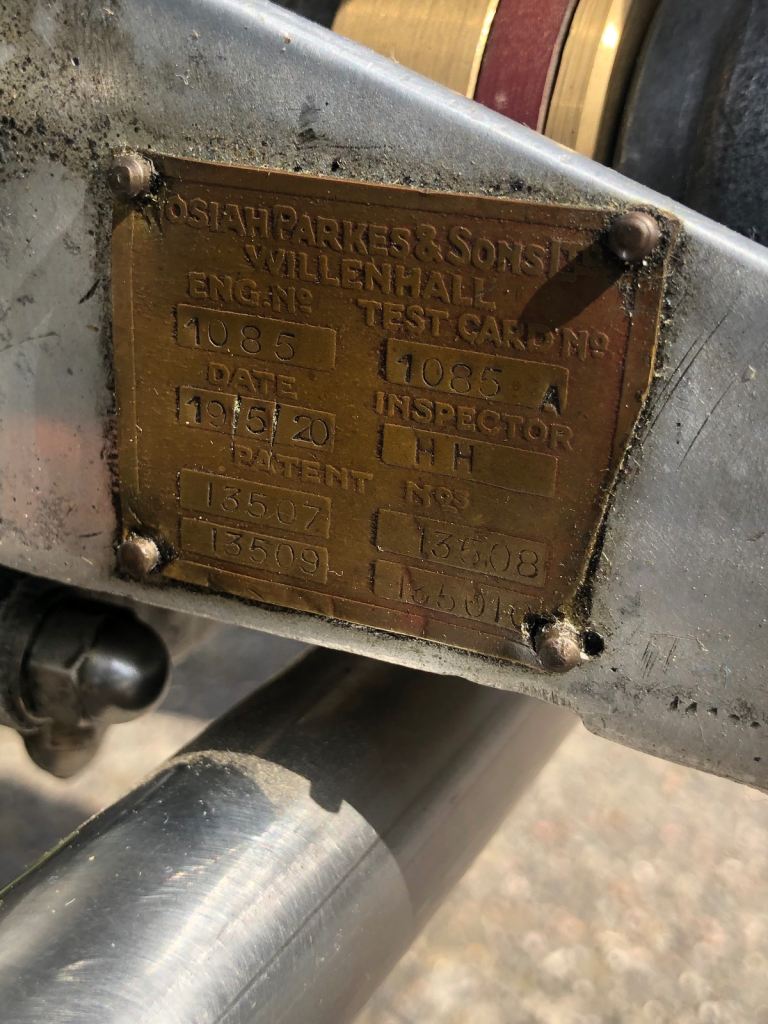 OSIAH PARKES & SONS LTD
WILLENHALL
ENG. No TEST CARD No
1085 1085 A
DATE INSPECTOR
19/5/20 HH
PATENT Nos
13507 13508
13509